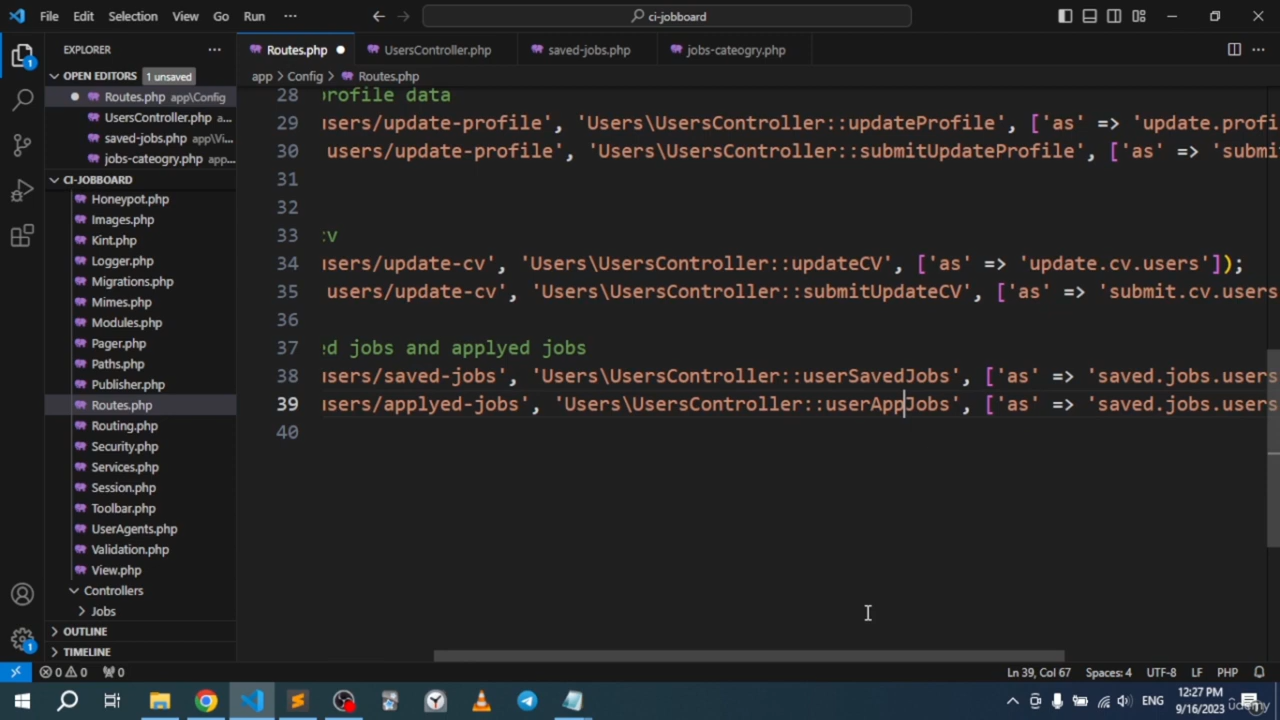 File Edit Selection View Go Run ··· ci-jobboard
EXPLORER ··· Routes.php UsersController.php saved-jobs.php jobs-cateogry.php ···
OPEN EDITORS 1 unsaved
app > Config > Routes.php
Routes.php app\Config
UsersController.php a...
saved-jobs.php app\Vi...
jobs-cateogry.php app...
CI-JOBBOARD
Honeypot.php
Images.php
Kint.php
Logger.php
Migrations.php
Mimes.php
Modules.php
Pager.php
Paths.php
Publisher.php
Routes.php
Routing.php
Security.php
Services.php
Session.php
Toolbar.php
UserAgents.php
Validation.php
View.php
Controllers
Jobs
OUTLINE
TIMELINE
28 rofile data
29 sers/update-profile', 'Users\UsersController::updateProfile', ['as' => 'update.profi
30 users/update-profile', 'Users\UsersController::submitUpdateProfile', ['as' => 'submi
31
32
33 cv
34 sers/update-cv', 'Users\UsersController::updateCV', ['as' => 'update.cv.users']);
35 users/update-cv', 'Users\UsersController::submitUpdateCV', ['as' => 'submit.cv.users
36
37 ed jobs and applyed jobs
38 sers/saved-jobs', 'Users\UsersController::userSavedJobs', ['as' => 'saved.jobs.users
39 sers/applyed-jobs', 'Users\UsersController::userAppJobs', ['as' => 'saved.jobs.users
40
0 0 0 Ln 39, Col 67 Spaces: 4 UTF-8 LF PHP
ENG 12:27 PM
9/16/2023
udemy